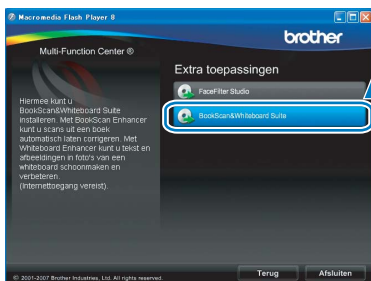 Macromedia Flash Player 8
brother
Multi-Function Center ®
Extra toepassingen
FaceFilter Studio
BookScan&Whiteboard Suite
Hiermee kunt u
BookScan&Whiteboard Suite
installeren. Met BookScan Enhancer
kunt u scans uit een boek
automatisch laten corrigeren. Met
Whiteboard Enhancer kunt u tekst en
afbeeldingen in foto's van een
whiteboard schoonmaken en
verbeteren.
(Internettoegang vereist).
Terug
Afsluiten
© 2001-2007 Brother Industries, Ltd. All rights reserved.